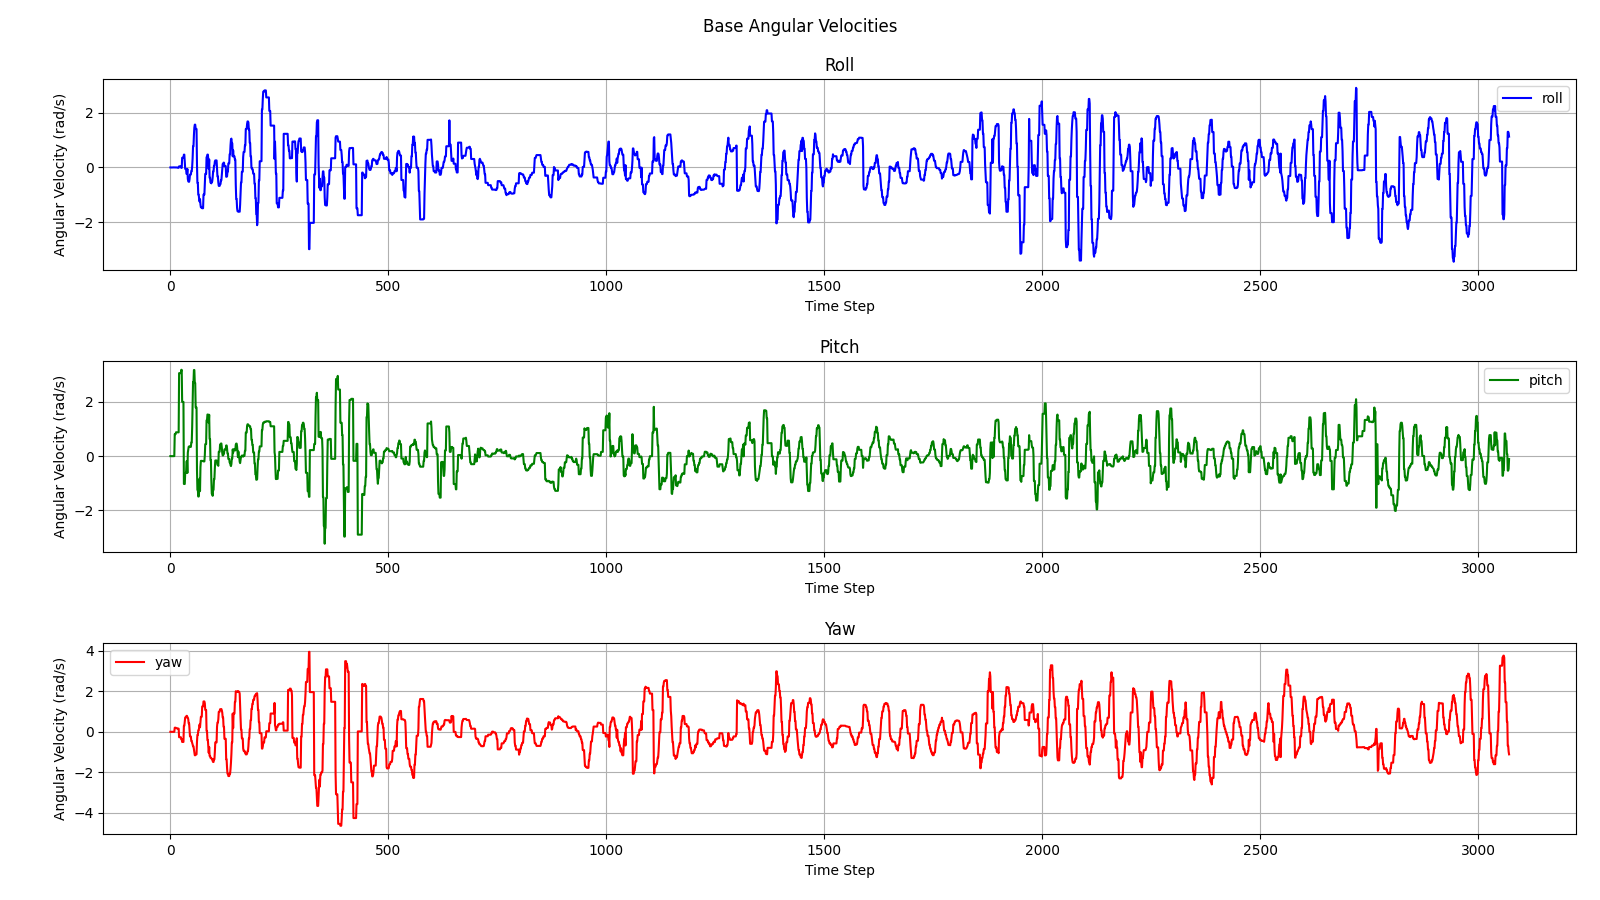 Base Angular Velocities
Roll
Angular Velocity (rad/s)
2
0
−2
roll
0 500 1000 1500 2000 2500 3000
Time Step
Pitch
Angular Velocity (rad/s)
2
0
−2
pitch
0 500 1000 1500 2000 2500 3000
Time Step
Yaw
Angular Velocity (rad/s)
4
2
0
−2
−4
yaw
0 500 1000 1500 2000 2500 3000
Time Step